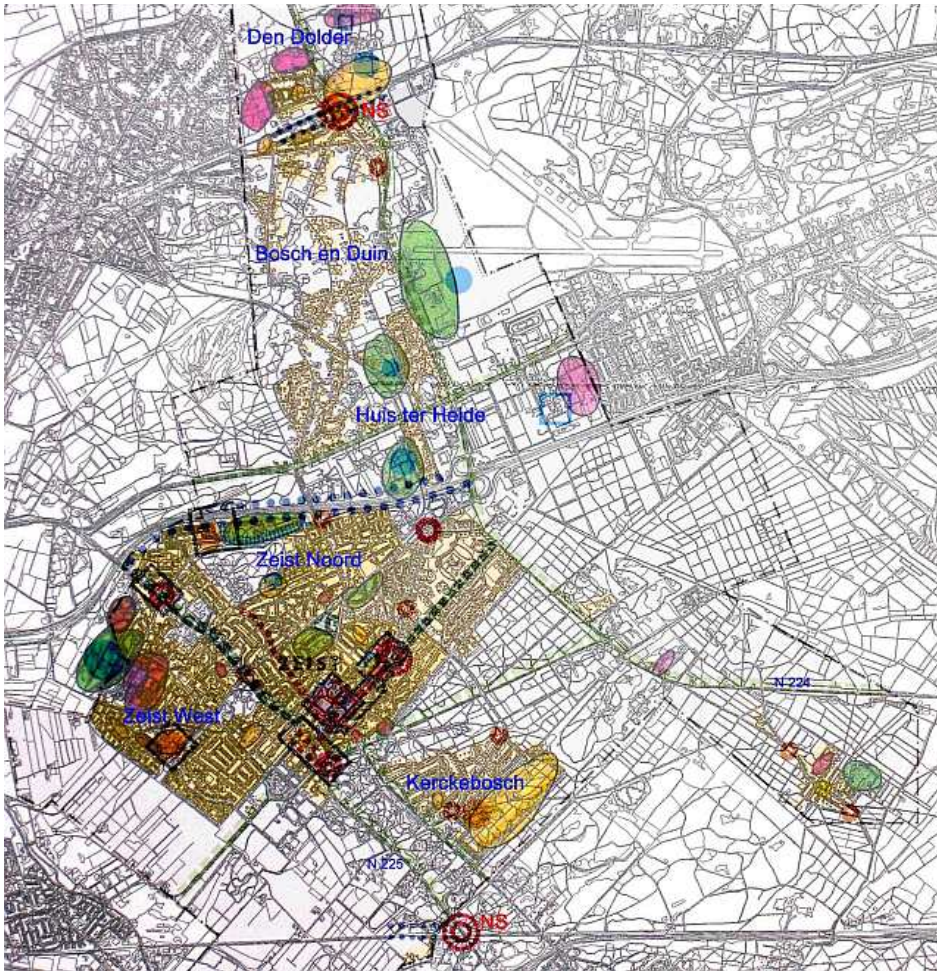 Den Dolder
NS
Bosch en Duin
Huis ter Heide
Zeist Noord
ZEIST
Zeist West
N 224
Kerckebosch
N 225
NS